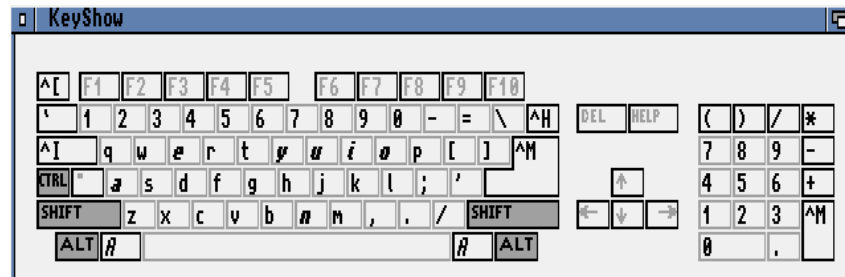 KeyShow
^[ F1 F2 F3 F4 F5 F6 F7 F8 F9 F10
` 1 2 3 4 5 6 7 8 9 0 - = \ ^H DEL HELP ( ) / *
^I q w e r t y u i o p [ ] ^M 7 8 9 -
CTRL a s d f g h j k l ; ' ↑ 4 5 6 +
SHIFT z x c v b n m , . / SHIFT ← ↓ → 1 2 3 ^M
ALT A A ALT 0 .